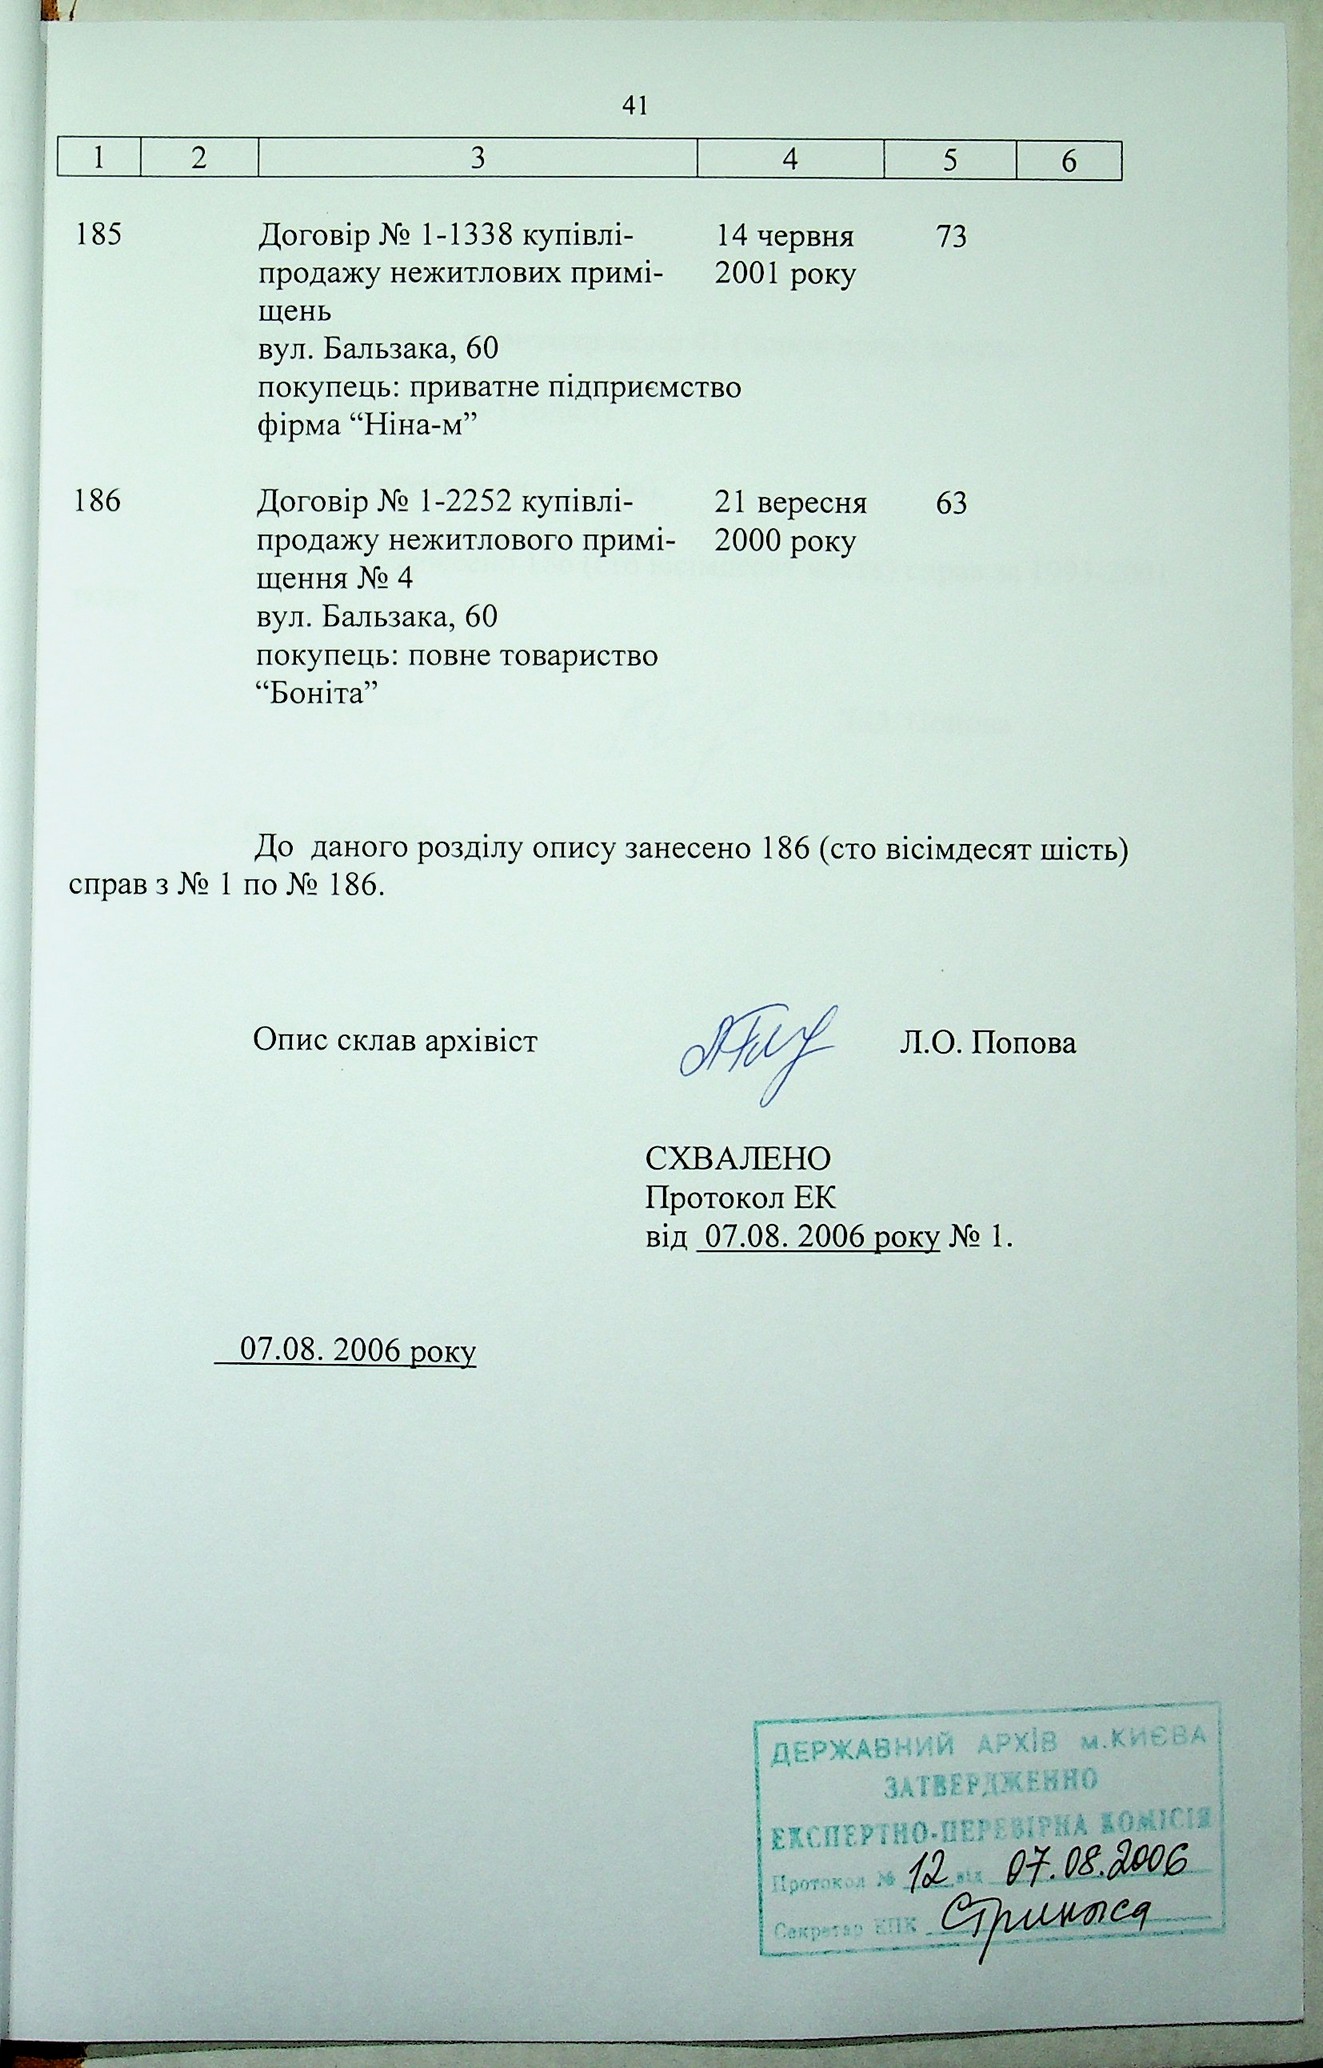 41
1 2 3 4 5 6
185 Договір № 1-1338 купівлі- 14 червня 73
продажу нежитлових примі- 2001 року
щень
вул. Бальзака, 60
покупець: приватне підприємство
фірма “Ніна-м”
186 Договір № 1-2252 купівлі- 21 вересня 63
продажу нежитлового примі- 2000 року
щення № 4
вул. Бальзака, 60
покупець: повне товариство
“Боніта”
До даного розділу опису занесено 186 (сто вісімдесят шість)
справ з № 1 по № 186.
Опис склав архівіст Л.О. Попова
СХВАЛЕНО
Протокол ЕК
від 07.08. 2006 року № 1.
07.08. 2006 року
ДЕРЖАВНИЙ АРХІВ м.КИЄВА
ЗАТВЕРДЖЕННО
ЕКСПЕРТНО-ПЕРЕВІРНА КОМІСІЯ
Протокол № 12 від 07.08.2006
Секретар ЕПК